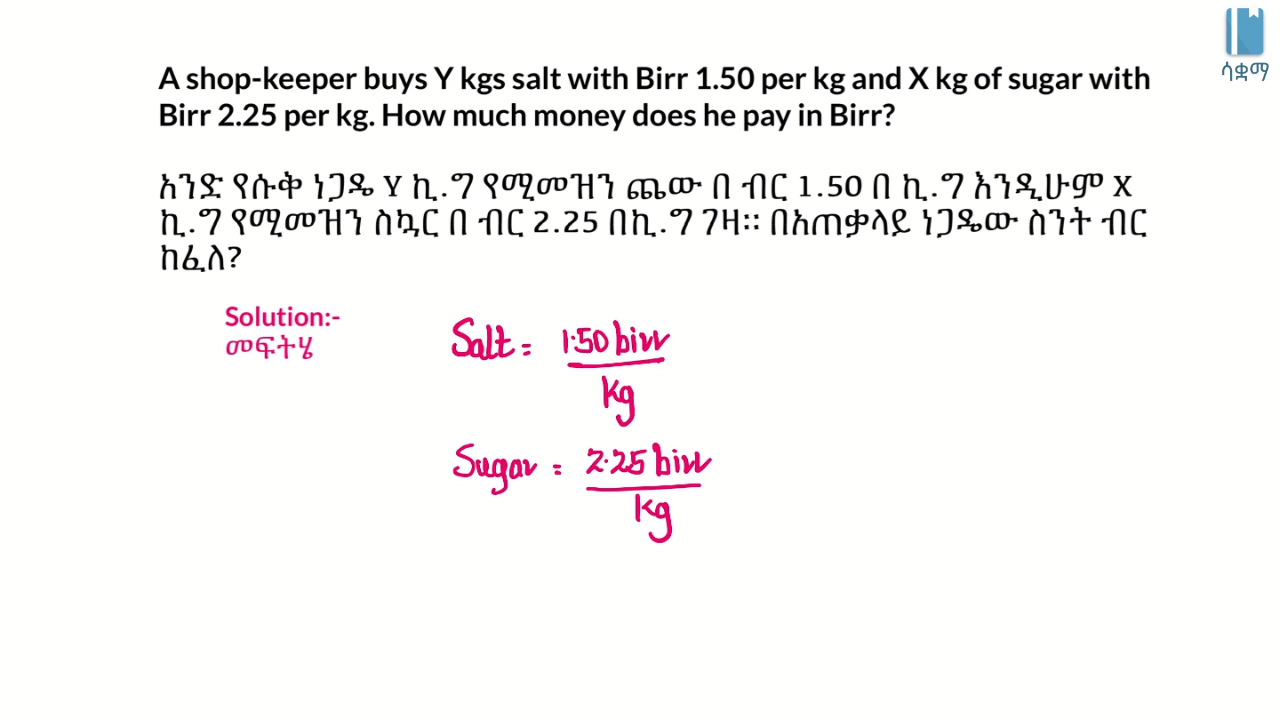 ሳቋማ
A shop-keeper buys Y kgs salt with Birr 1.50 per kg and X kg of sugar with
Birr 2.25 per kg. How much money does he pay in Birr?
አንድ የሱቅ ነጋዴ Y ኪ.ግ የሚመዝን ጨው በ ብር 1.50 በ ኪ.ግ እንዲሁም X
ኪ.ግ የሚመዝን ስኳር በ ብር 2.25 በኪ.ግ ገዛ። በአጠቃላይ ነጋዴው ስንት ብር
ከፈለ?
Solution:-
መፍትሄ
Salt = 1.50 birr
kg
Sugar = 2.25 birr
kg